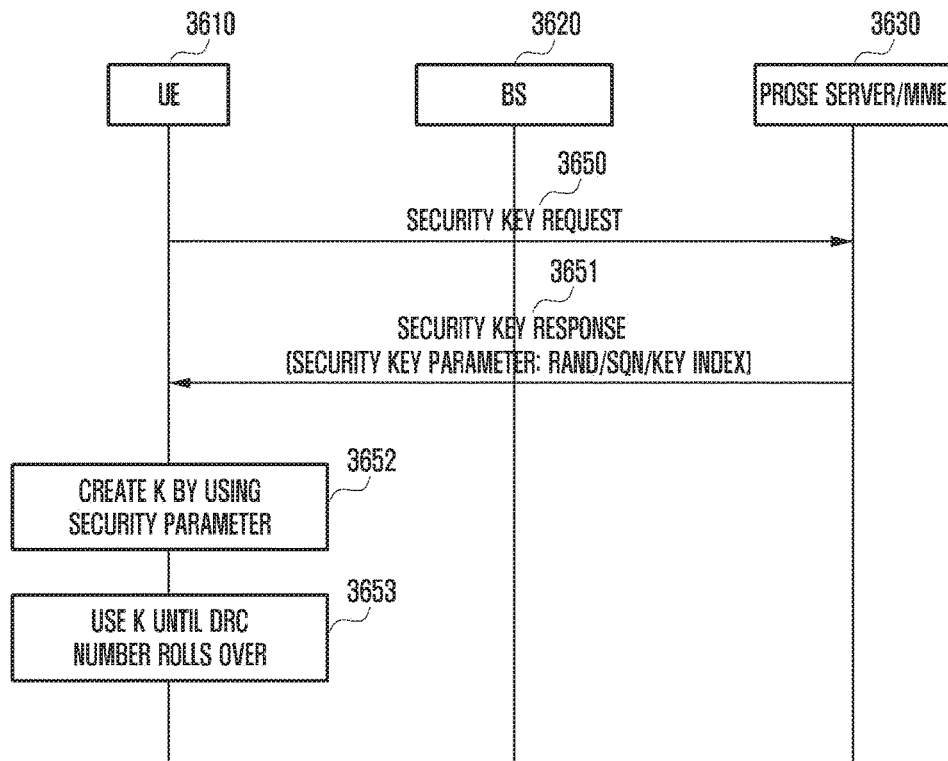 3610
3620
3630
UE
BS
PROSE SERVER/MME
3650
SECURITY KEY REQUEST
3651
SECURITY KEY RESPONSE
(SECURITY KEY PARAMETER: RAND/SQN/KEY INDEX)
3652
CREATE K BY USING
SECURITY PARAMETER
3653
USE K UNTIL DRC
NUMBER ROLLS OVER